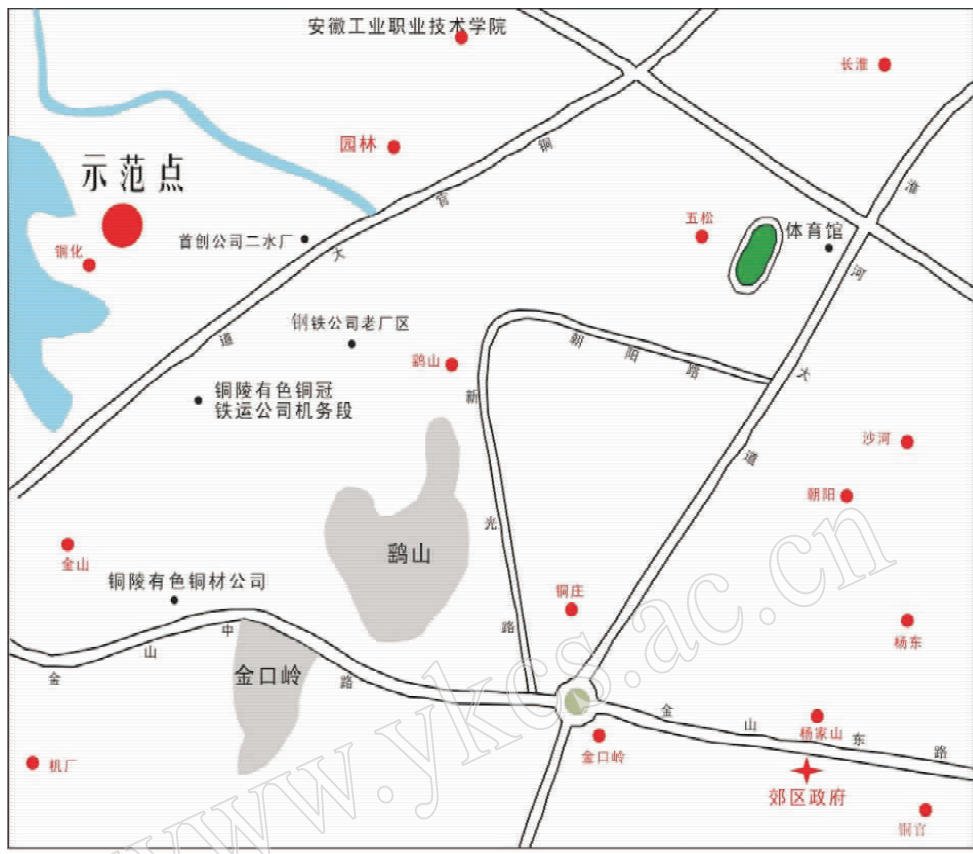 安徽工业职业技术学院
长淮
园林
示范点
铜
淮
官
五松
体育馆
首创公司二水厂
大
铜化
河
道
钢铁公司老厂区
朝
阳
路
鹞山
大
铜陵有色铜冠
铁运公司机务段
新
沙河
道
朝阳
光
鹞山
金山
铜陵有色铜材公司
铜庄
中
路
杨东
山
金
金口岭
路
金
山
杨家山
东
路
金口岭
机厂
郊区政府
铜官
www.ykcs.ac.cn